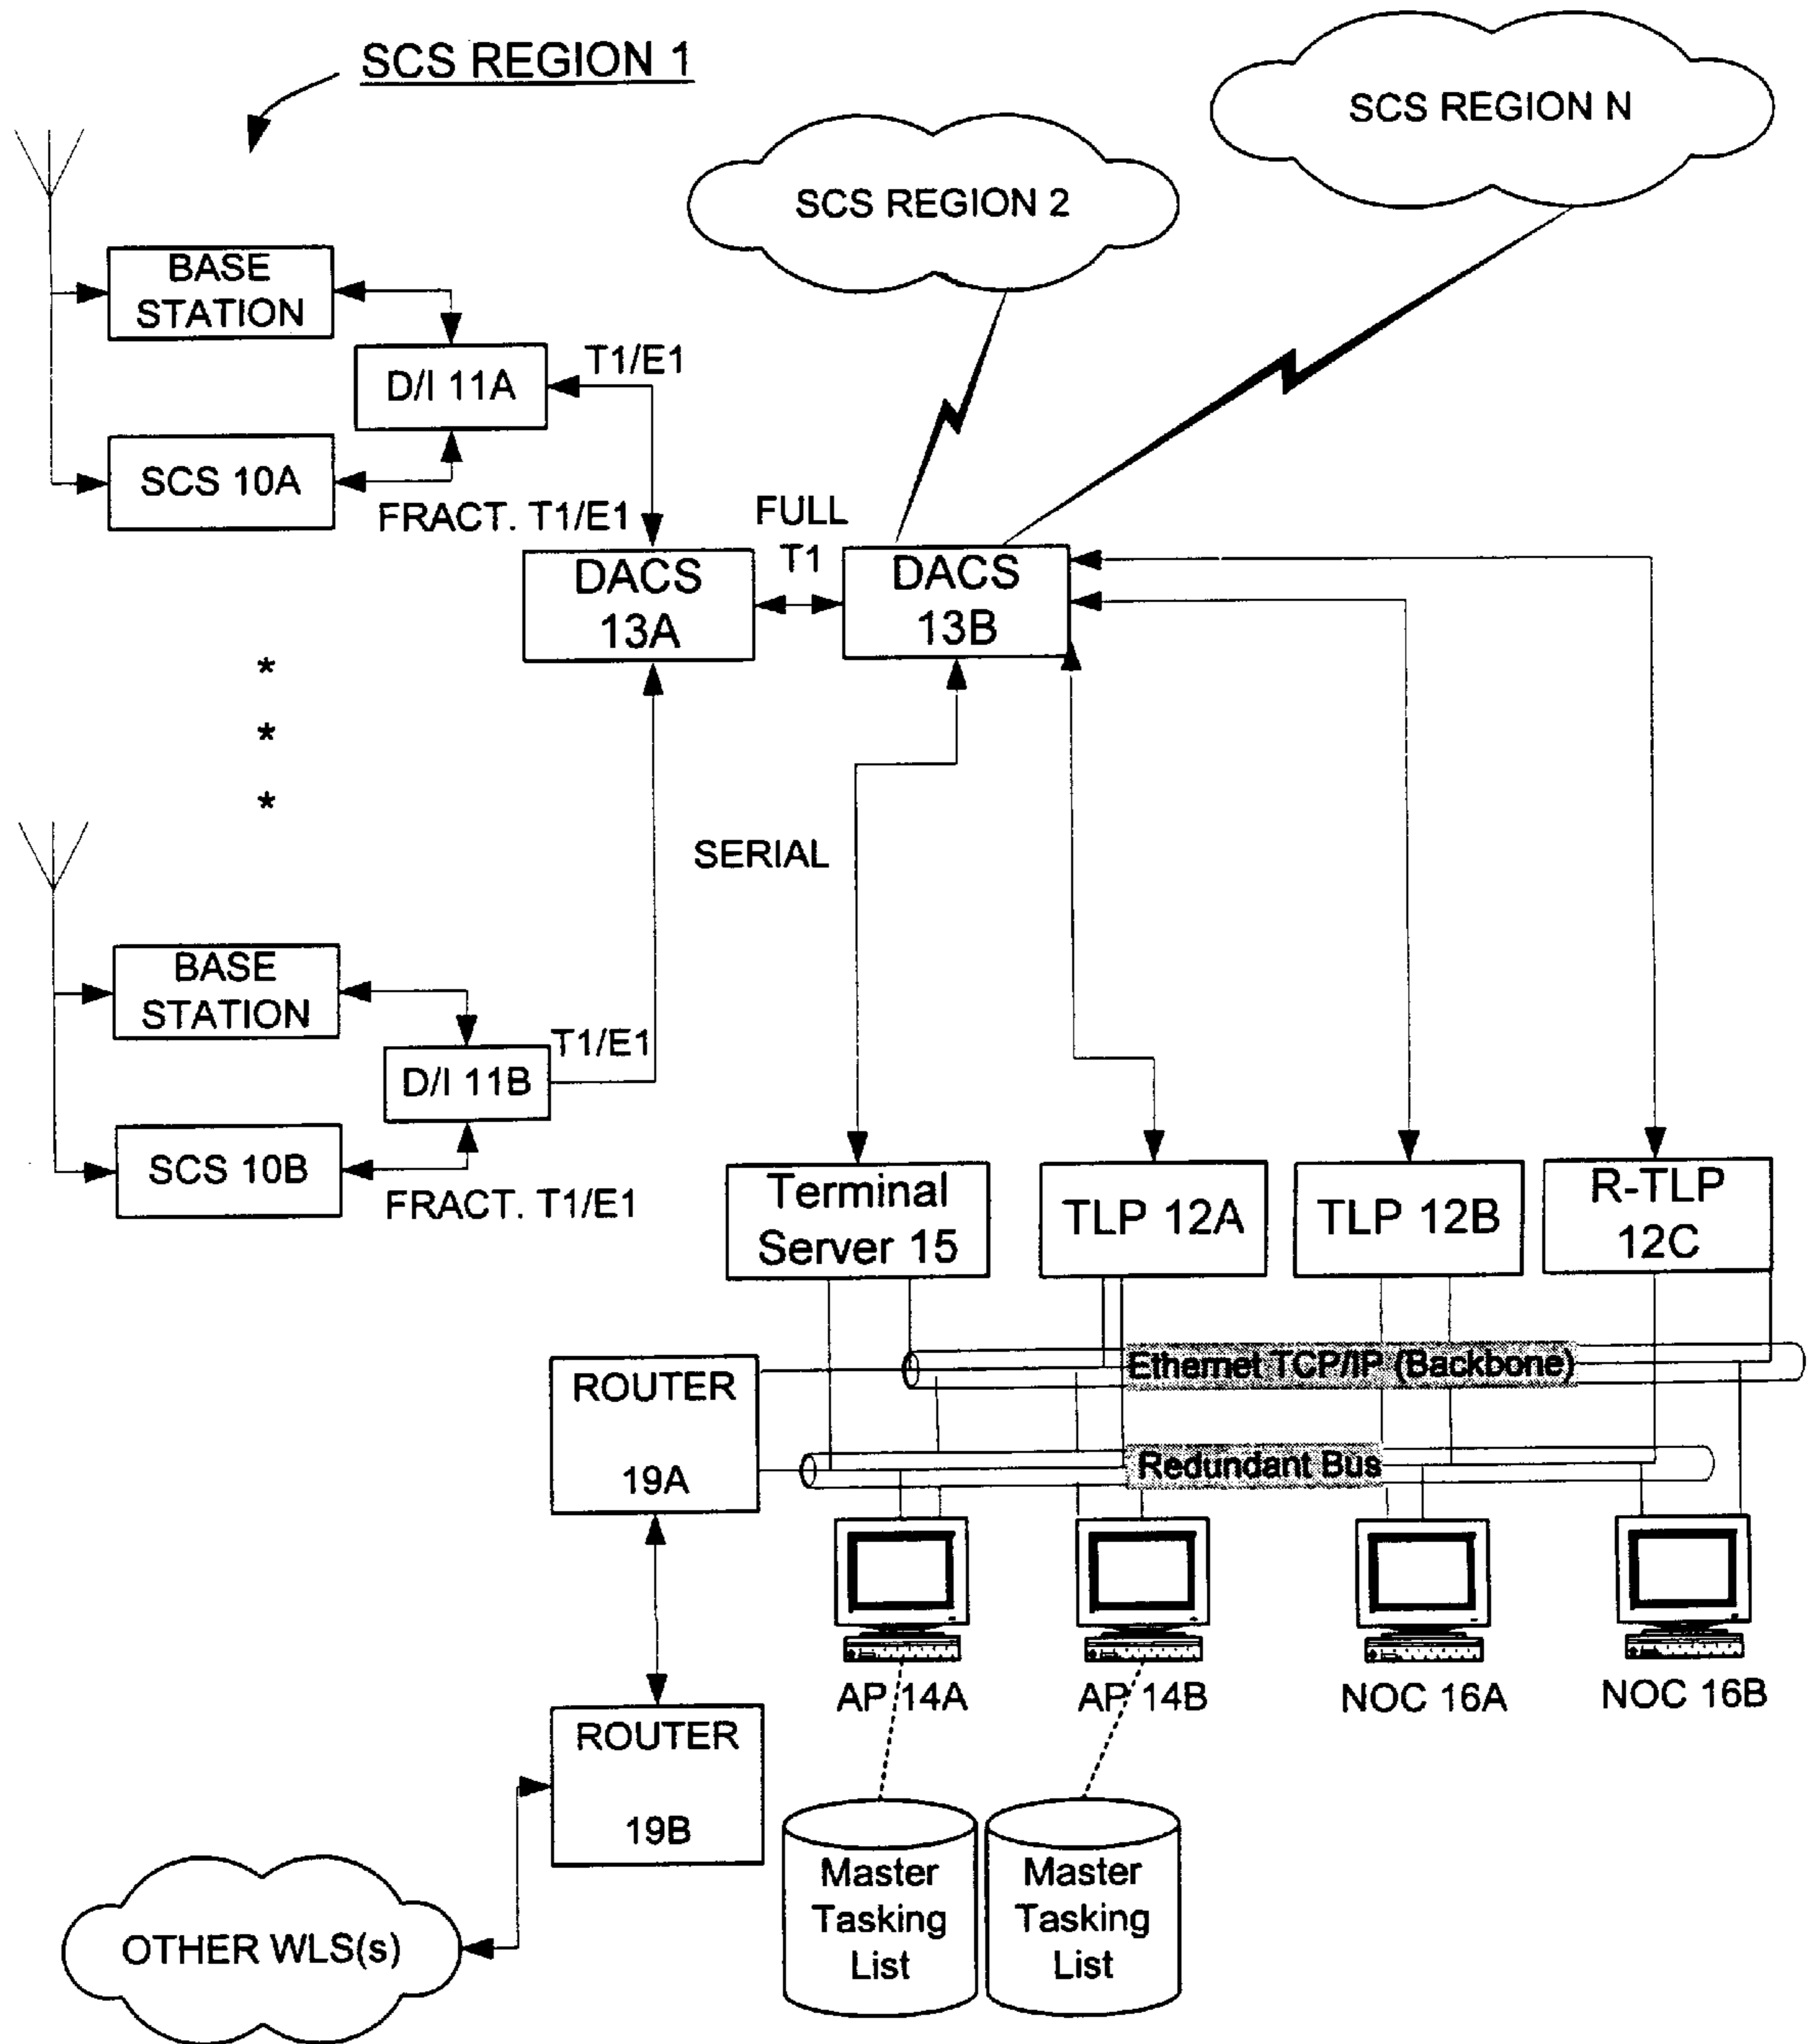 SCS REGION 1
SCS REGION N
SCS REGION 2
BASE
STATION
D/I 11A
T1/E1
SCS 10A
FRACT. T1/E1
FULL
T1
DACS
13A
DACS
13B
*
*
*
SERIAL
BASE
STATION
T1/E1
D/I 11B
SCS 10B
FRACT. T1/E1
Terminal
Server 15
TLP 12A
TLP 12B
R-TLP
12C
Ethernet TCP/IP (Backbone)
ROUTER
19A
Redundant Bus
AP 14A
AP 14B
NOC 16A
NOC 16B
ROUTER
19B
Master
Tasking
List
Master
Tasking
List
OTHER WLS(s)